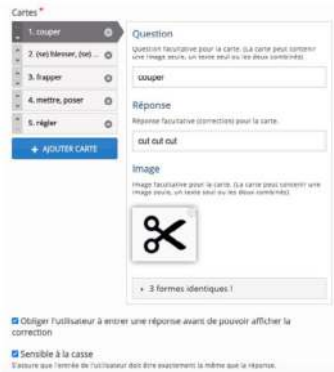 Cartes *
1. couper
2. (se) blesser, (se) ...
3. frapper
4. mettre, poser
5. régler
+ AJOUTER CARTE
Question
Question facultative pour la carte. (La carte peut contenir une image seule, un texte seul ou les deux combinés).
couper
Réponse
Réponse facultative (correction) pour la carte.
cut cut cut
Image
Image facultative pour la carte. (La carte peut contenir une image seule, un texte seul ou les deux combinés).
3 formes identiques !
Obliger l'utilisateur à entrer une réponse avant de pouvoir afficher la
correction
Sensible à la casse
S'assure que l'entrée de l'utilisateur doit être exactement la même que la réponse.